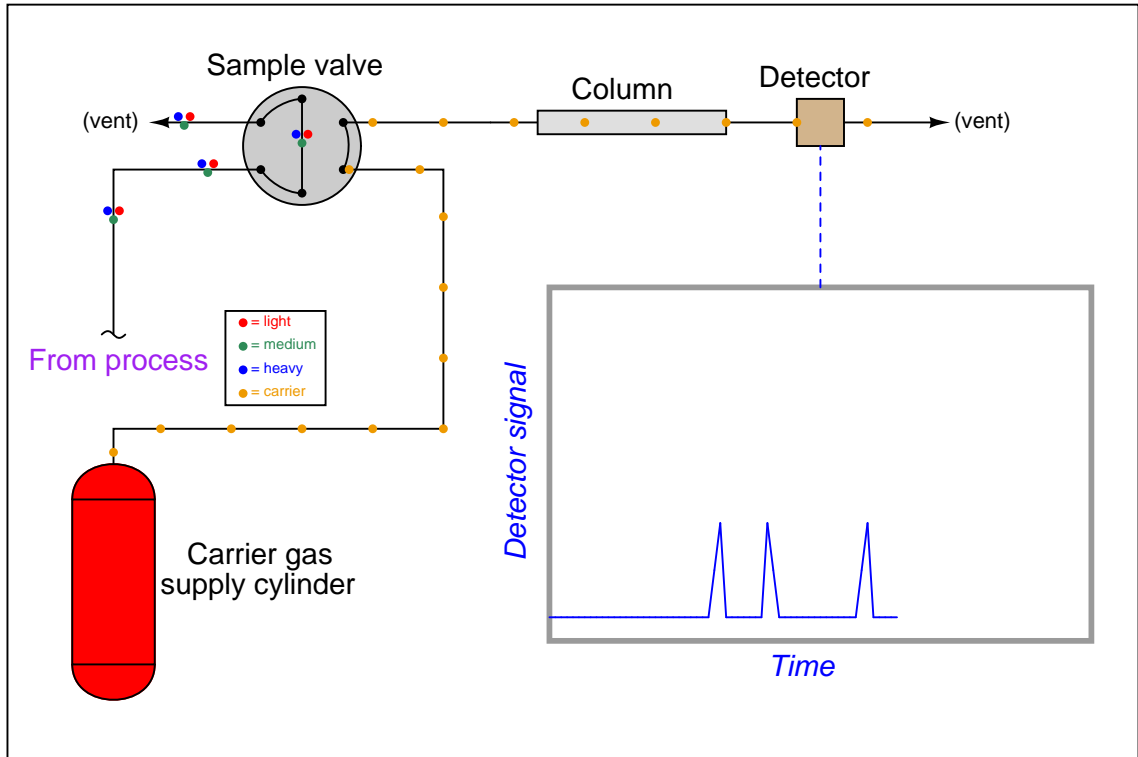 Sample valve
Column
Detector
(vent)
(vent)
= light
= medium
= heavy
= carrier
From process
Detector signal
Carrier gas
supply cylinder
Time